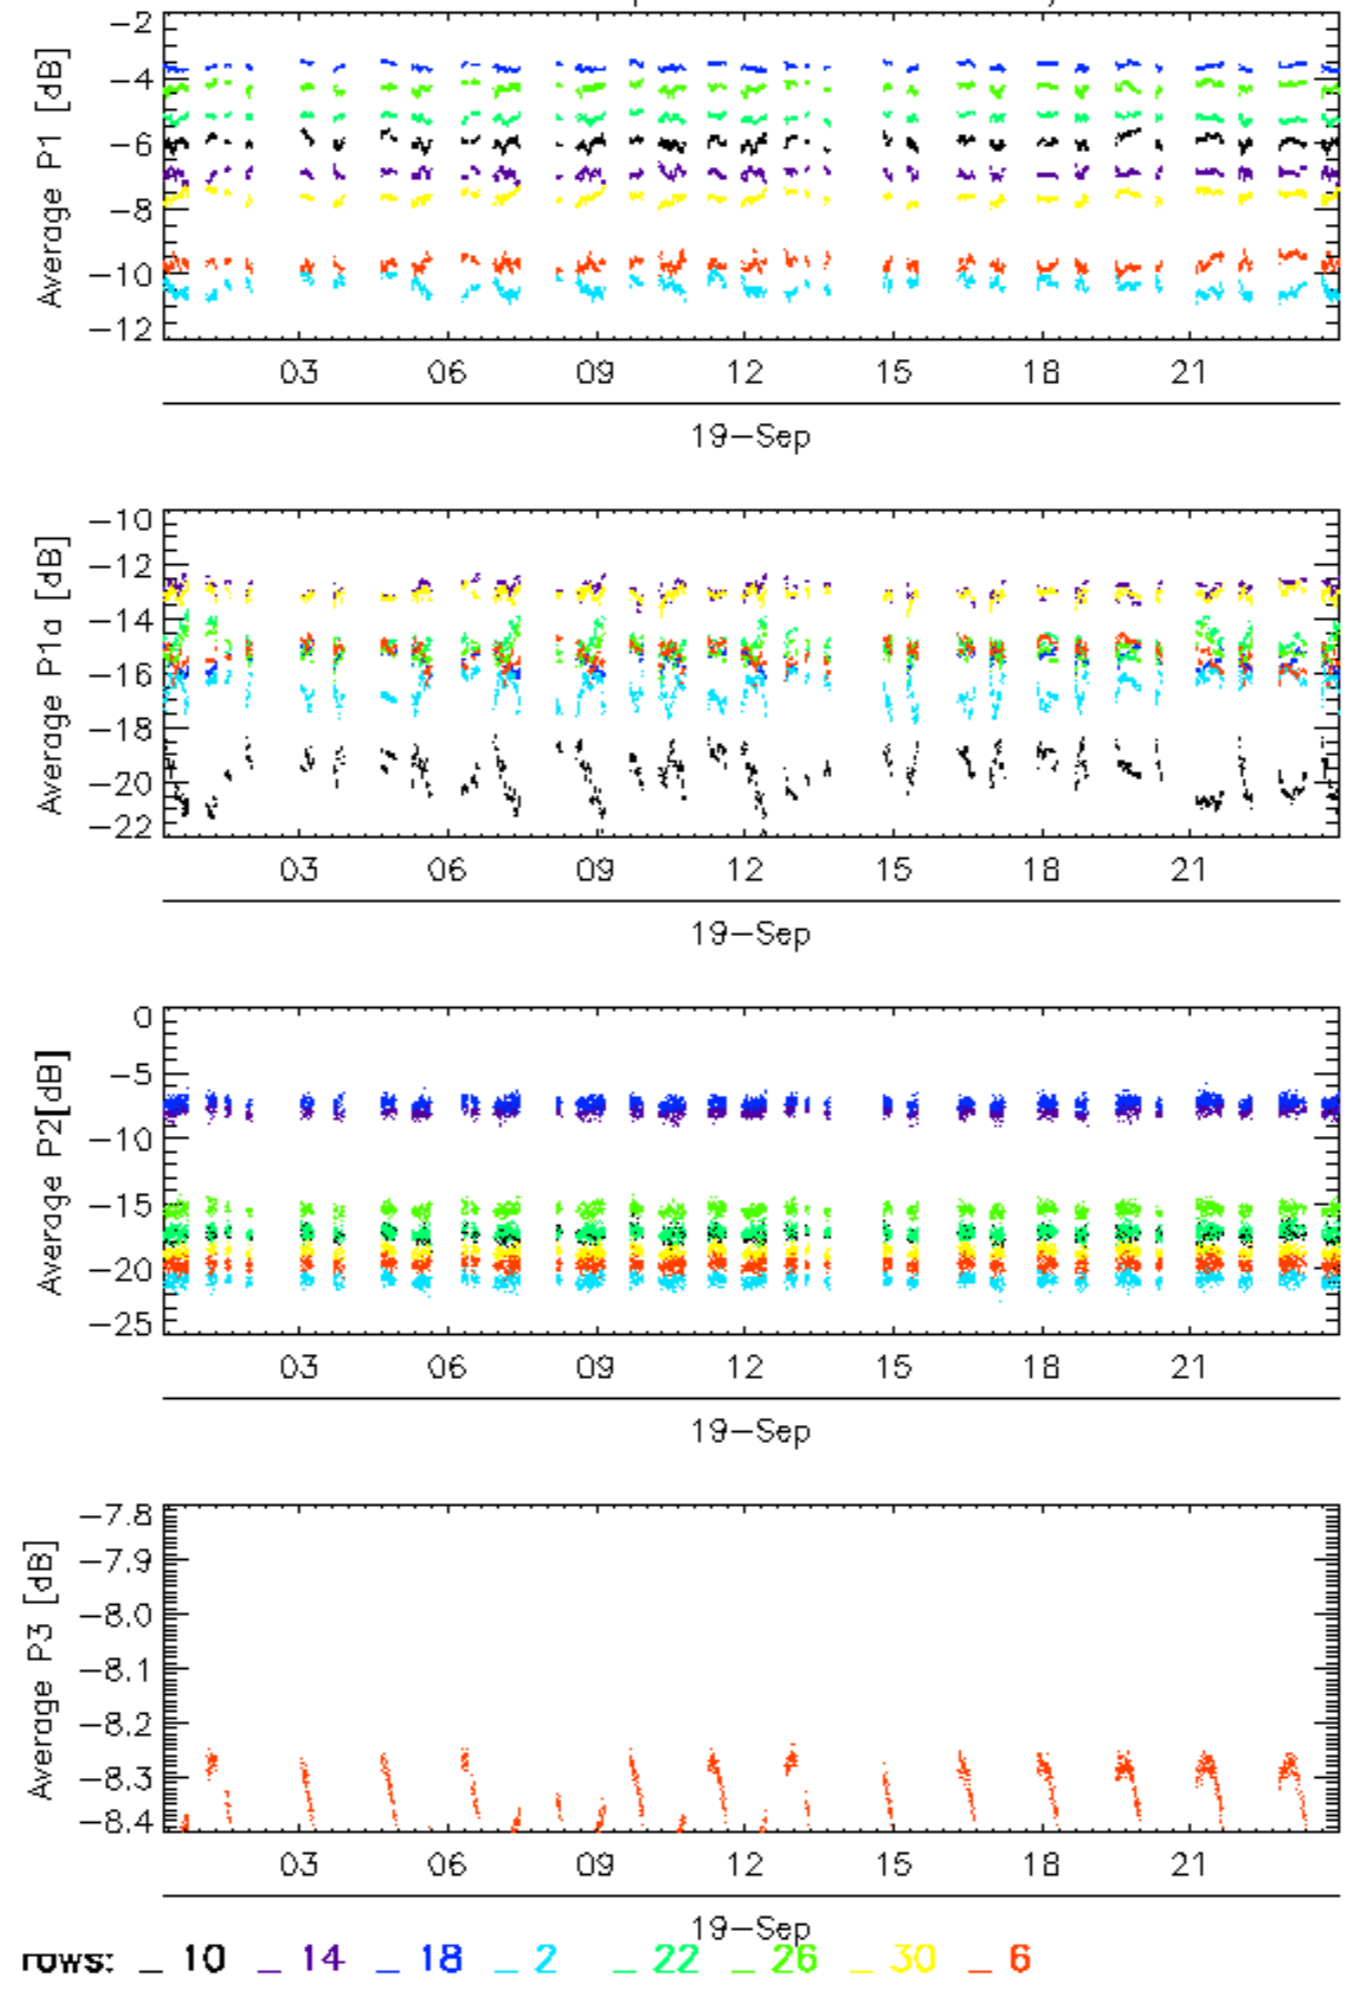 −2
−4
−6
−8
−10
−12
Average P1 [dB]
03 06 09 12 15 18 21
19−Sep
−10
−12
−14
−16
−18
−20
−22
Average P1a [dB]
03 06 09 12 15 18 21
19−Sep
0
−5
−10
−15
−20
−25
Average P2[dB]
03 06 09 12 15 18 21
19−Sep
−7.8
−7.9
−8.0
−8.1
−8.2
−8.3
−8.4
Average P3 [dB]
03 06 09 12 15 18 21
19−Sep
rows: _ 10 _ 14 _ 18 _ 2 _ 22 _ 26 _ 30 _ 6